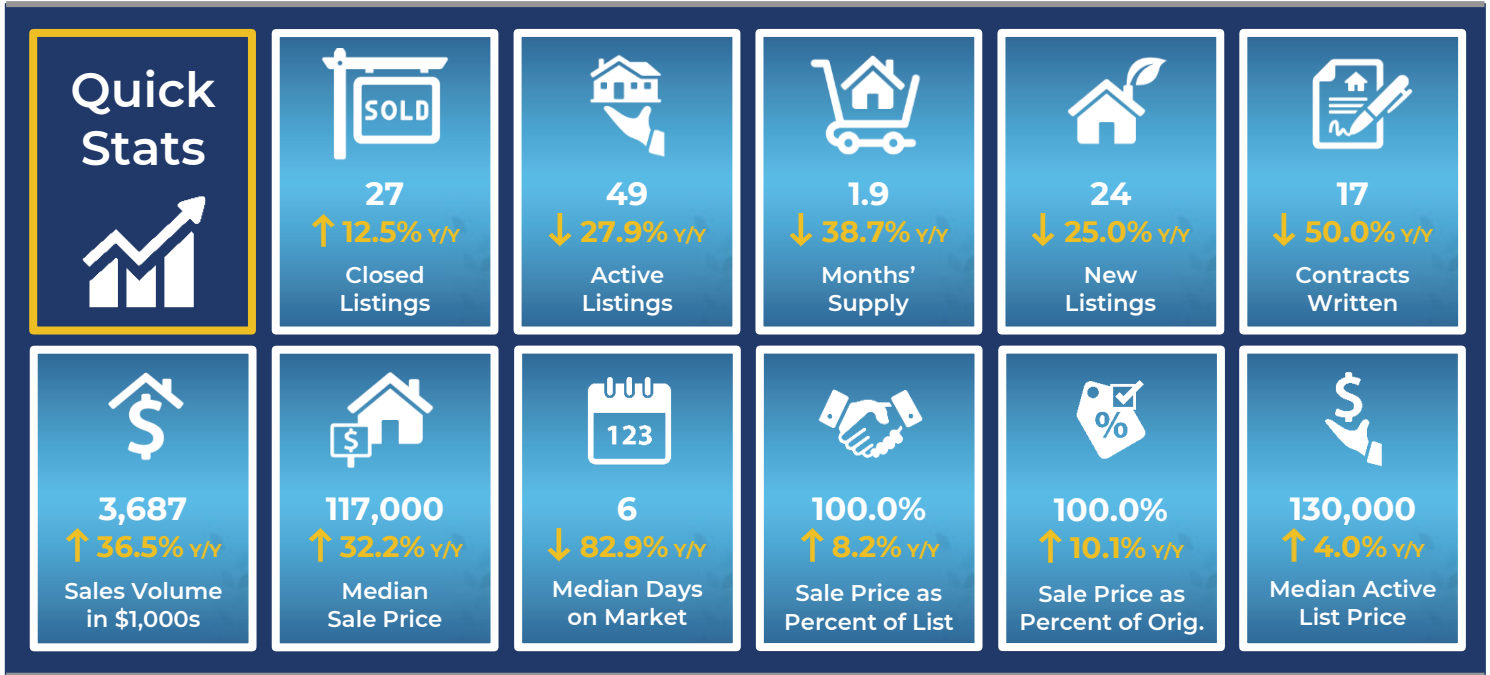 Quick
Stats
SOLD
27
↑ 12.5% Y/Y
Closed
Listings
49
↓ 27.9% Y/Y
Active
Listings
1.9
↓ 38.7% Y/Y
Months’
Supply
24
↓ 25.0% Y/Y
New
Listings
17
↓ 50.0% Y/Y
Contracts
Written
$
3,687
↑ 36.5% Y/Y
Sales Volume
in $1,000s
$
117,000
↑ 32.2% Y/Y
Median
Sale Price
123
6
↓ 82.9% Y/Y
Median Days
on Market
100.0%
↑ 8.2% Y/Y
Sale Price as
Percent of List
%
100.0%
↑ 10.1% Y/Y
Sale Price as
Percent of Orig.
$
130,000
↑ 4.0% Y/Y
Median Active
List Price